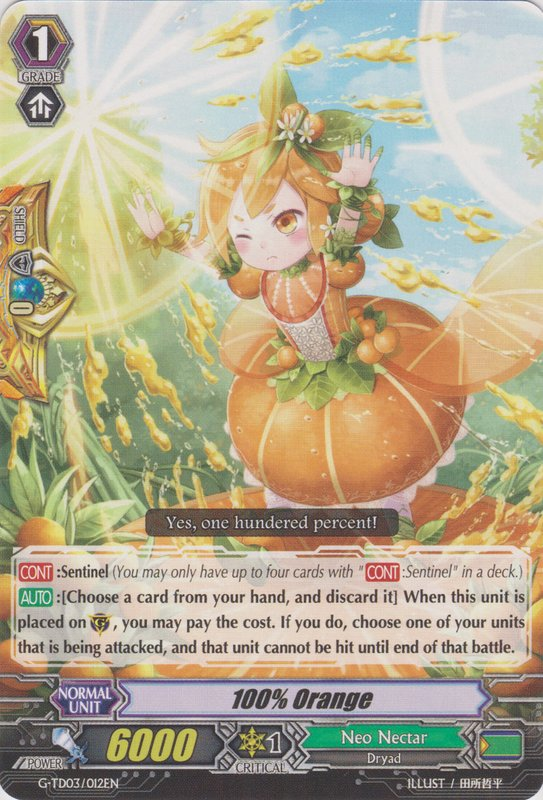 1
GRADE
SHIELD
0
Yes, one hundered percent!
CONT :Sentinel (You may only have up to four cards with "CONT :Sentinel" in a deck.)
AUTO :[Choose a card from your hand, and discard it] When this unit is
placed on G, you may pay the cost. If you do, choose one of your units
that is being attacked, and that unit cannot be hit until end of that battle.
NORMAL
UNIT
100% Orange
POWER
6000
1
CRITICAL
Neo Nectar
Dryad
G-TD03/012EN
ILLUST / 田所哲平